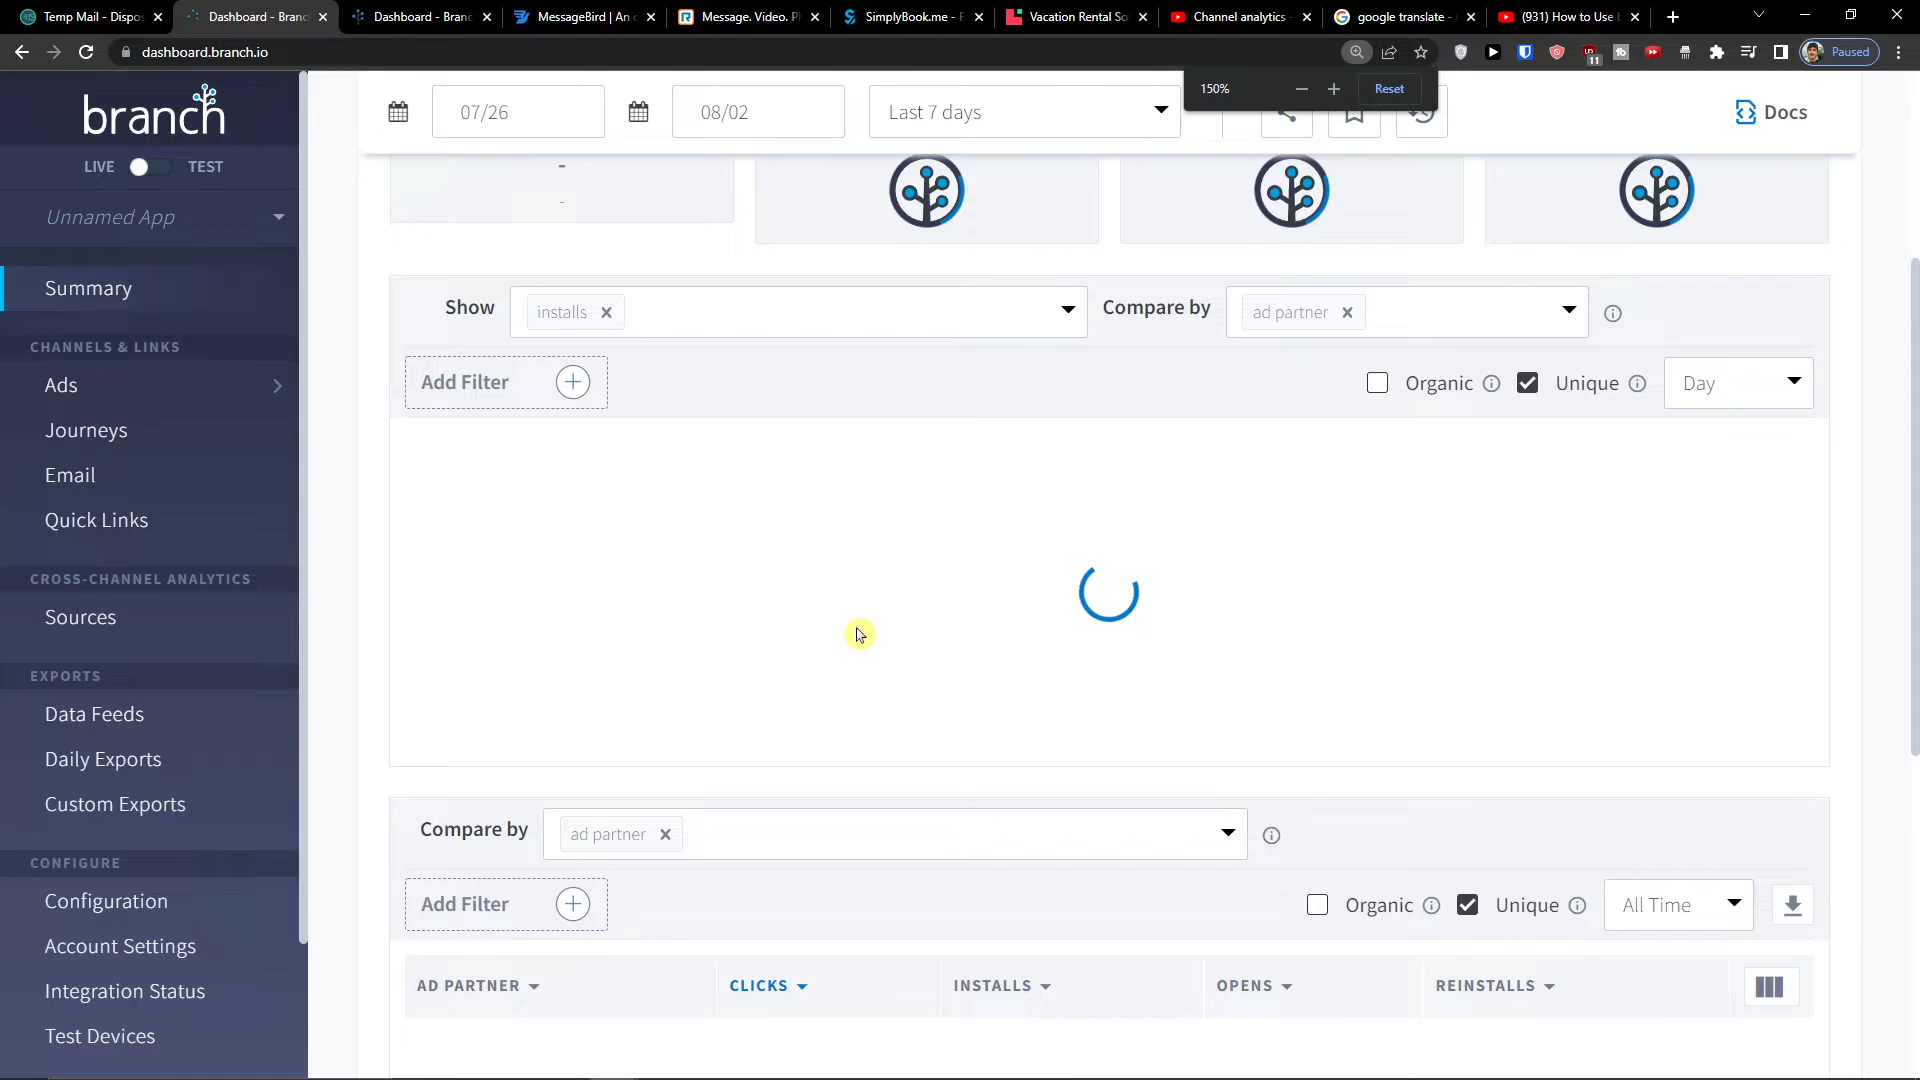 Temp Mail - Dispos
Dashboard - Branc
Dashboard - Branc
MessageBird | An o
Message. Video. P
SimplyBook.me - F
Vacation Rental So
Channel analytics -
google translate -
(931) How to Use b
dashboard.branch.io
11
Paused
150%
Reset
branch
LIVE TEST
Unnamed App
Summary
CHANNELS & LINKS
Ads
Journeys
Email
Quick Links
CROSS-CHANNEL ANALYTICS
Sources
EXPORTS
Data Feeds
Daily Exports
Custom Exports
CONFIGURE
Configuration
Account Settings
Integration Status
Test Devices
07/26 08/02 Last 7 days Docs
-
-
Show installs Compare by ad partner
Add Filter Organic Unique Day
Compare by ad partner
Add Filter Organic Unique All Time
AD PARTNER CLICKS INSTALLS OPENS REINSTALLS